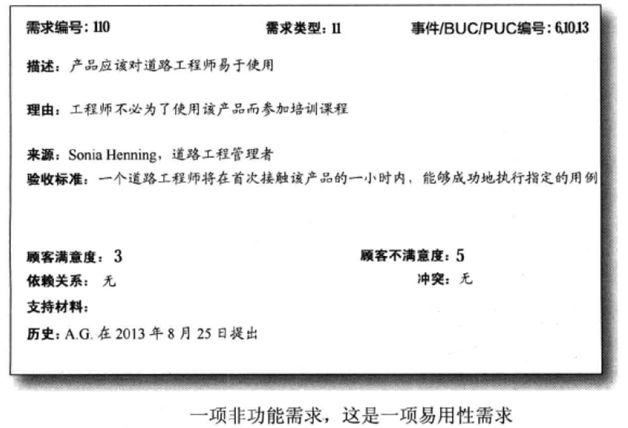 需求编号：110 需求类型：11 事件/BUC/PUC编号：6,10,13
描述：产品应该对道路工程师易于使用
理由：工程师不必为了使用该产品而参加培训课程
来源：Sonia Henning，道路工程管理者
验收标准：一个道路工程师将在首次接触该产品的一小时内，能够成功地执行指定的用例
顾客满意度：3 顾客不满意度：5
依赖关系：无 冲突：无
支持材料：
历史：A.G. 在 2013 年 8 月 25 日提出
一项非功能需求，这是一项易用性需求